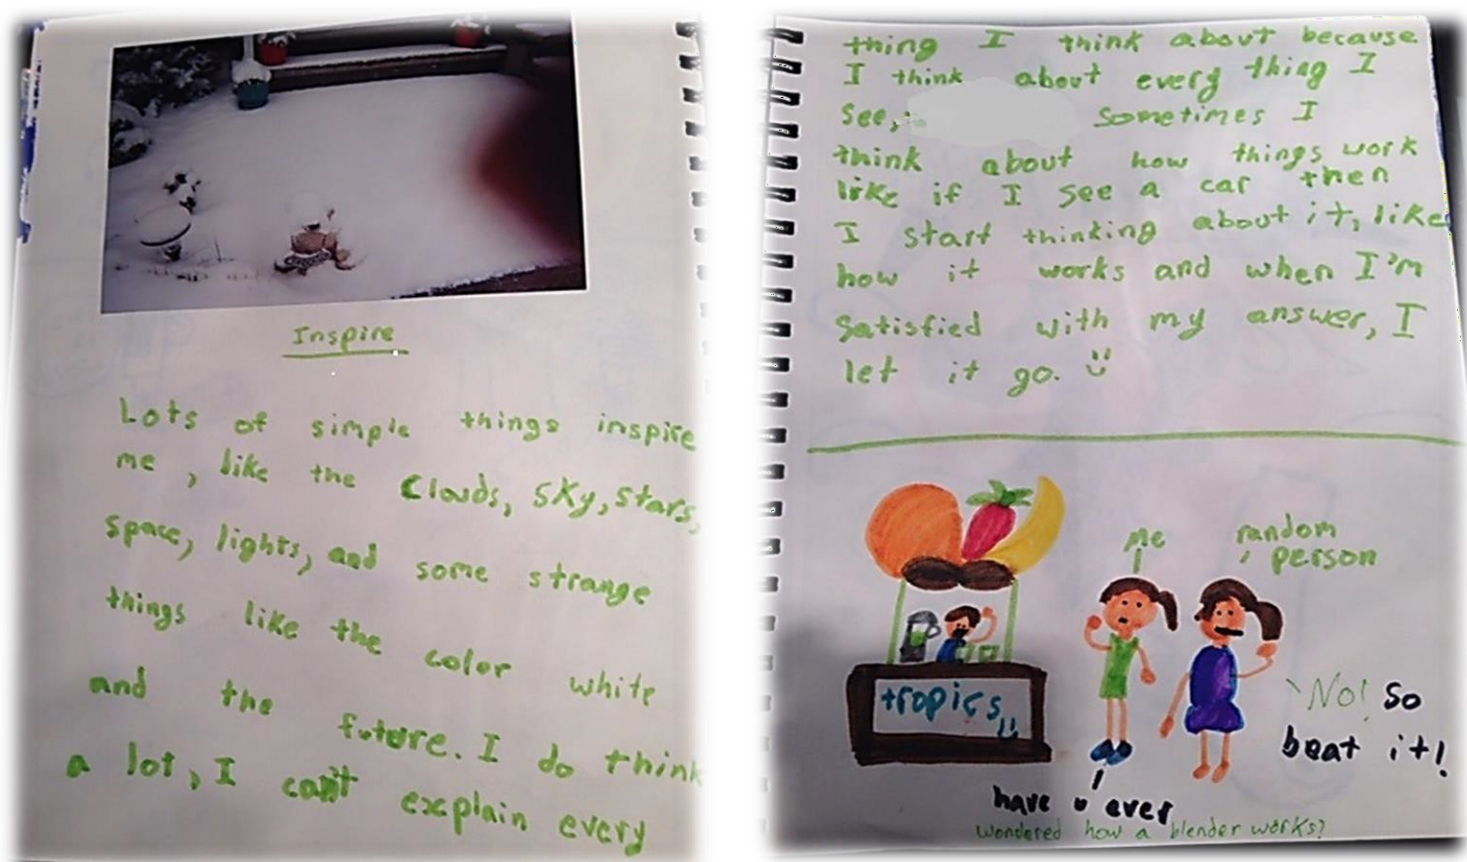 Inspire
Lots of simple things inspire
me, like the Clouds, sky, stars,
space, lights, and some strange
things like the color white
and the future. I do think
a lot, I can't explain every
thing I think about because
I think about every thing I
see, sometimes I
think about how things work
like if I see a car then
I start thinking about it, like
how it works and when I'm
satisfied with my answer, I
let it go.
me
random
person
tropics
No! So
beat it!
have u ever
wondered how a blender works?